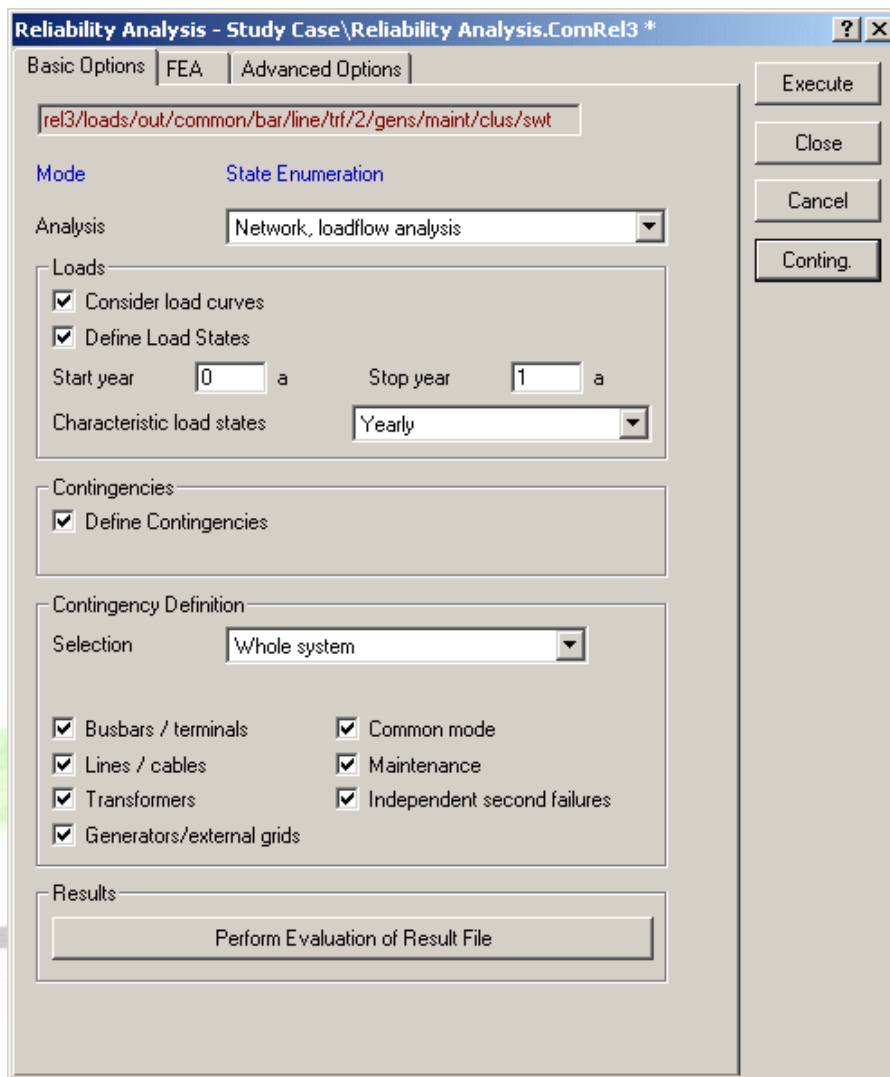 Reliability Analysis - Study Case\Reliability Analysis.ComRel3 *
Basic Options FEA Advanced Options
rel3/loads/out/common/bar/line/trf/2/gens/maint/clus/swt
Mode State Enumeration
Analysis Network, loadflow analysis
Loads
Consider load curves
Define Load States
Start year 0 a Stop year 1 a
Characteristic load states Yearly
Contingencies
Define Contingencies
Contingency Definition
Selection Whole system
Busbars / terminals Common mode
Lines / cables Maintenance
Transformers Independent second failures
Generators/external grids
Results
Perform Evaluation of Result File
Execute
Close
Cancel
Conting.